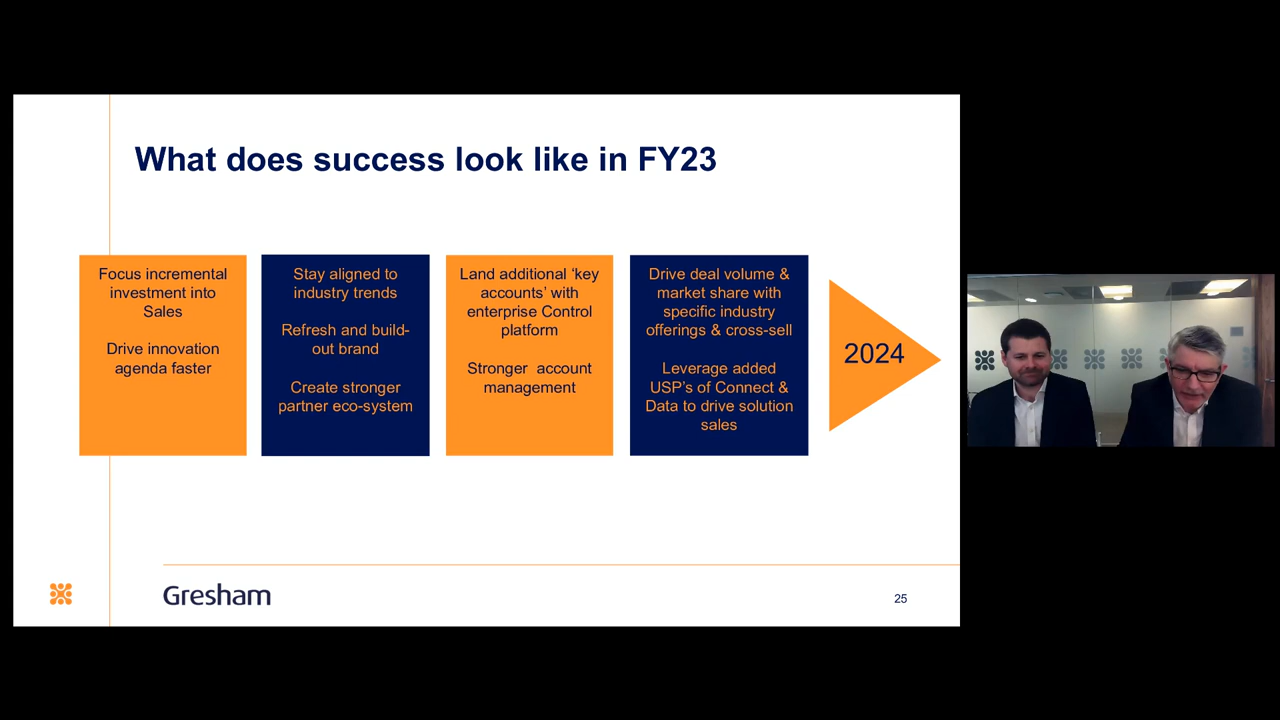 What does success look like in FY23
Focus incremental
investment into
Sales
Drive innovation
agenda faster
Stay aligned to
industry trends
Refresh and build-
out brand
Create stronger
partner eco-system
Land additional ‘key
accounts’ with
enterprise Control
platform
Stronger account
management
Drive deal volume &
market share with
specific industry
offerings & cross-sell
Leverage added
USP’s of Connect &
Data to drive solution
sales
2024
Gresham
25